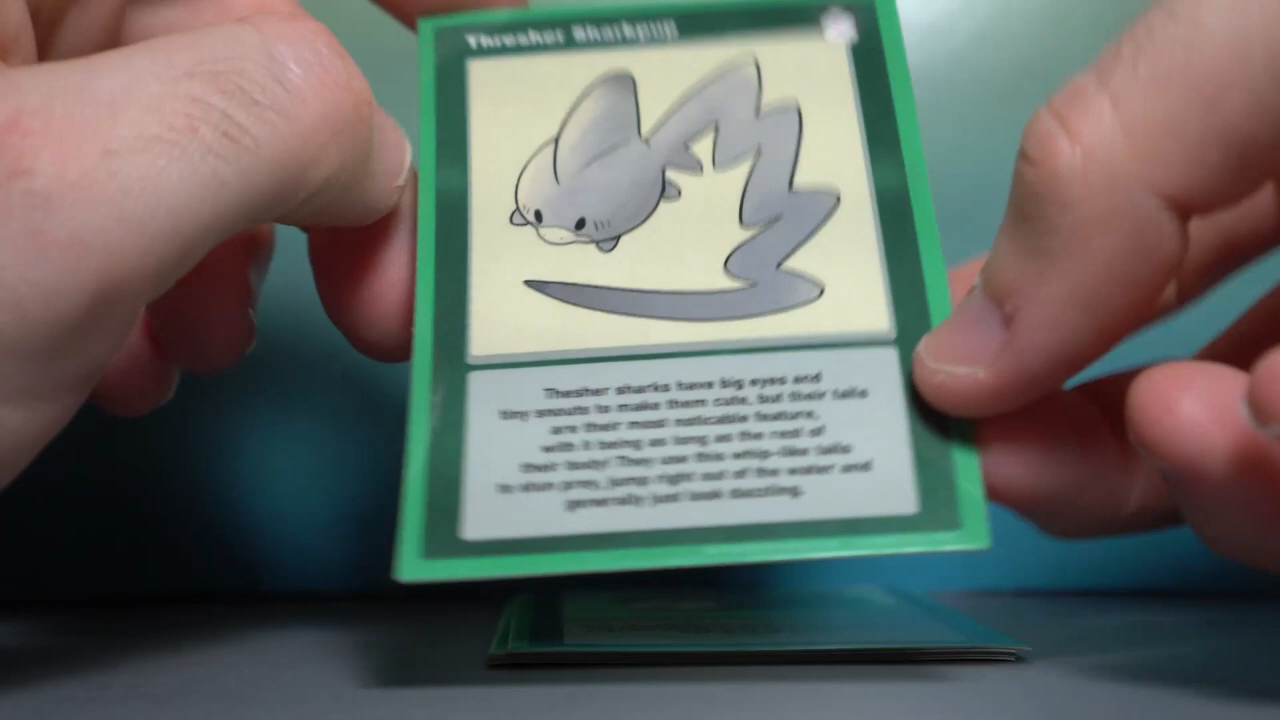 Thresher Sharkpup
Thesher sharks have big eyes and
tiny snouts to make them cute, but their tails
are their most noticable feature,
with it being as long as the rest of
their body! They use this whip-like tails
to stun prey, jump right out of the water and
generally just look dazzling.